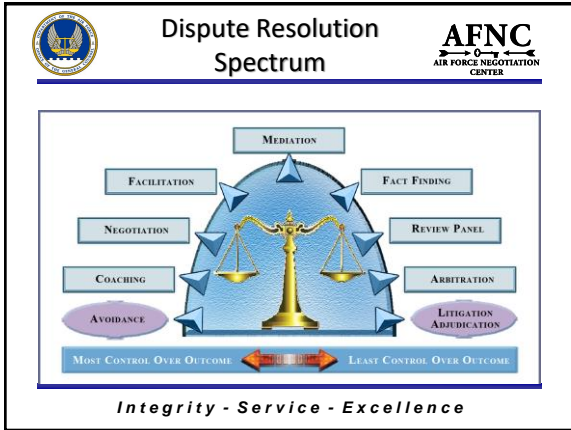 Dispute Resolution
Spectrum
AFNC
AIR FORCE NEGOTIATION
CENTER
MEDIATION
FACILITATION
FACT FINDING
NEGOTIATION
REVIEW PANEL
COACHING
ARBITRATION
AVOIDANCE
LITIGATION
ADJUDICATION
MOST CONTROL OVER OUTCOME
LEAST CONTROL OVER OUTCOME
Integrity - Service - Excellence